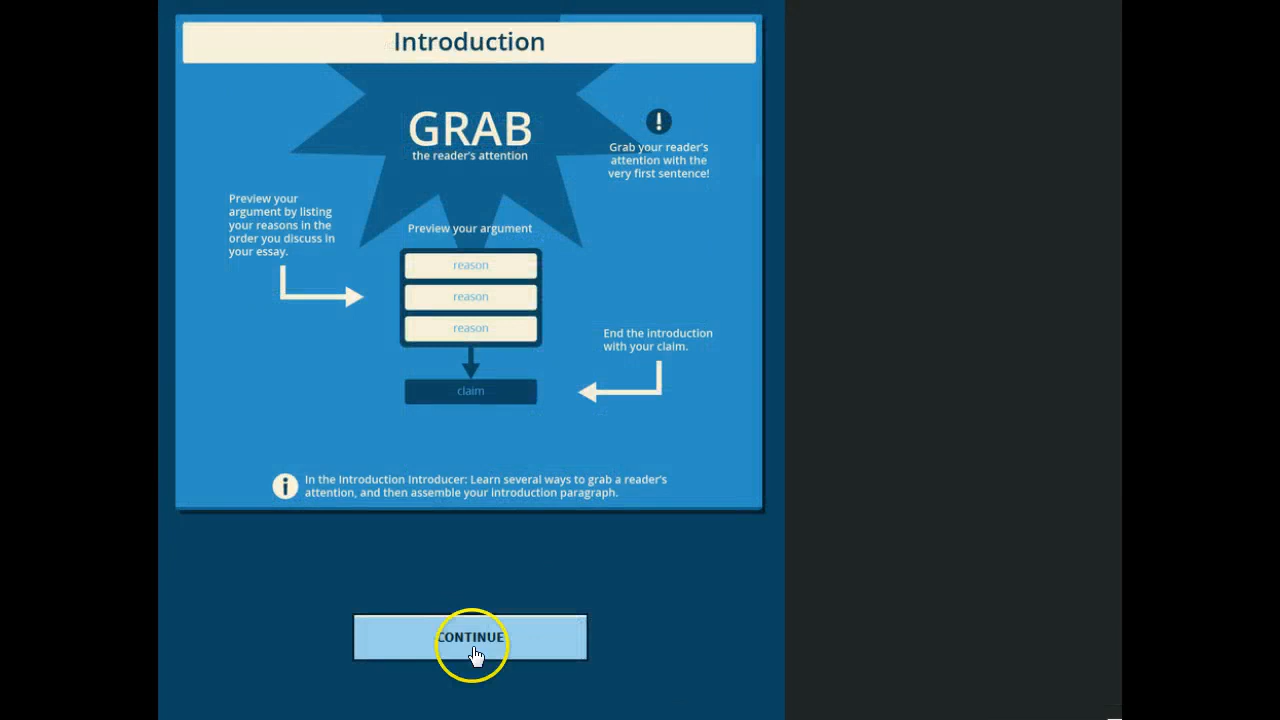 Introduction
GRAB
the reader's attention
!
Grab your reader's
attention with the
very first sentence!
Preview your
argument by listing
your reasons in the
order you discuss in
your essay.
Preview your argument
reason
reason
reason
End the introduction
with your claim.
claim
i
In the Introduction Introducer: Learn several ways to grab a reader's
attention, and then assemble your introduction paragraph.
CONTINUE